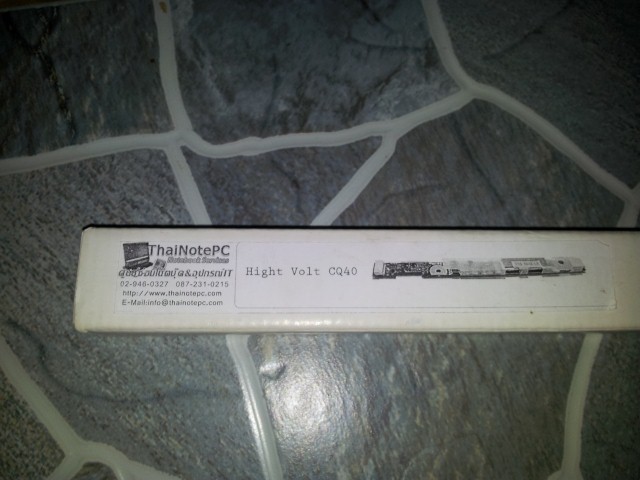 ThaiNotePC
Notebook Services
ศูนย์ซ่อมโน๊ตบุ๊ค&อุปกรณ์IT
02-946-0327 087-231-0215
http://www.thainotepc.com
E-Mail:info@thainotepc.com
Hight Volt CQ40